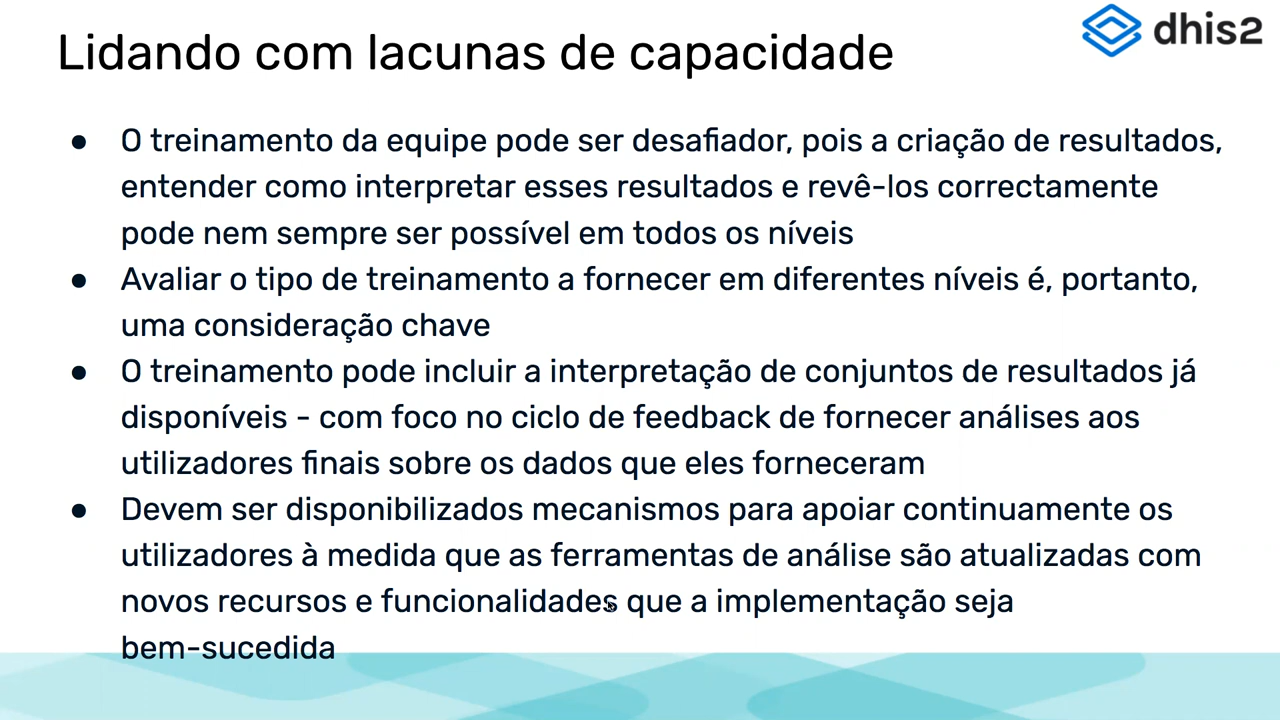 Lidando com lacunas de capacidade
dhis2
● O treinamento da equipe pode ser desafiador, pois a criação de resultados,
entender como interpretar esses resultados e revê-los correctamente
pode nem sempre ser possível em todos os níveis
● Avaliar o tipo de treinamento a fornecer em diferentes níveis é, portanto,
uma consideração chave
● O treinamento pode incluir a interpretação de conjuntos de resultados já
disponíveis - com foco no ciclo de feedback de fornecer análises aos
utilizadores finais sobre os dados que eles forneceram
● Devem ser disponibilizados mecanismos para apoiar continuamente os
utilizadores à medida que as ferramentas de análise são atualizadas com
novos recursos e funcionalidades que a implementação seja
bem-sucedida